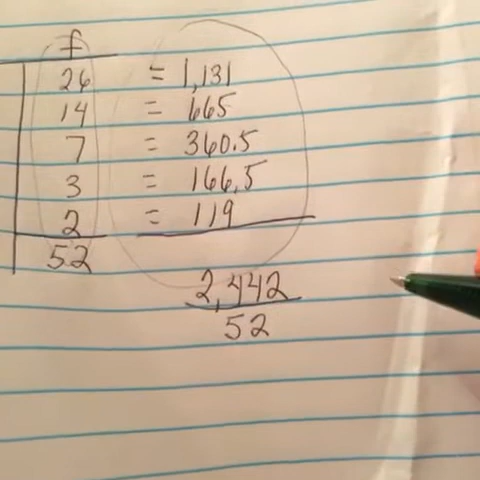 f
26 = 1,131
14 = 665
7 = 360.5
3 = 166.5
2 = 119
52
2,442
52